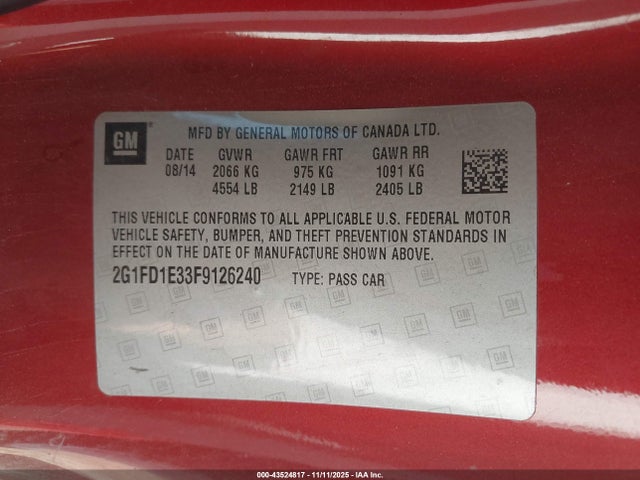 GM
MFD BY GENERAL MOTORS OF CANADA LTD.
DATE GVWR GAWR FRT GAWR RR
08/14 2066 KG 975 KG 1091 KG
4554 LB 2149 LB 2405 LB
THIS VEHICLE CONFORMS TO ALL APPLICABLE U.S. FEDERAL MOTOR
VEHICLE SAFETY, BUMPER, AND THEFT PREVENTION STANDARDS IN
EFFECT ON THE DATE OF MANUFACTURE SHOWN ABOVE.
2G1FD1E33F9126240 TYPE: PASS CAR
000-43524817 - 11/11/2025 - IAA Inc.